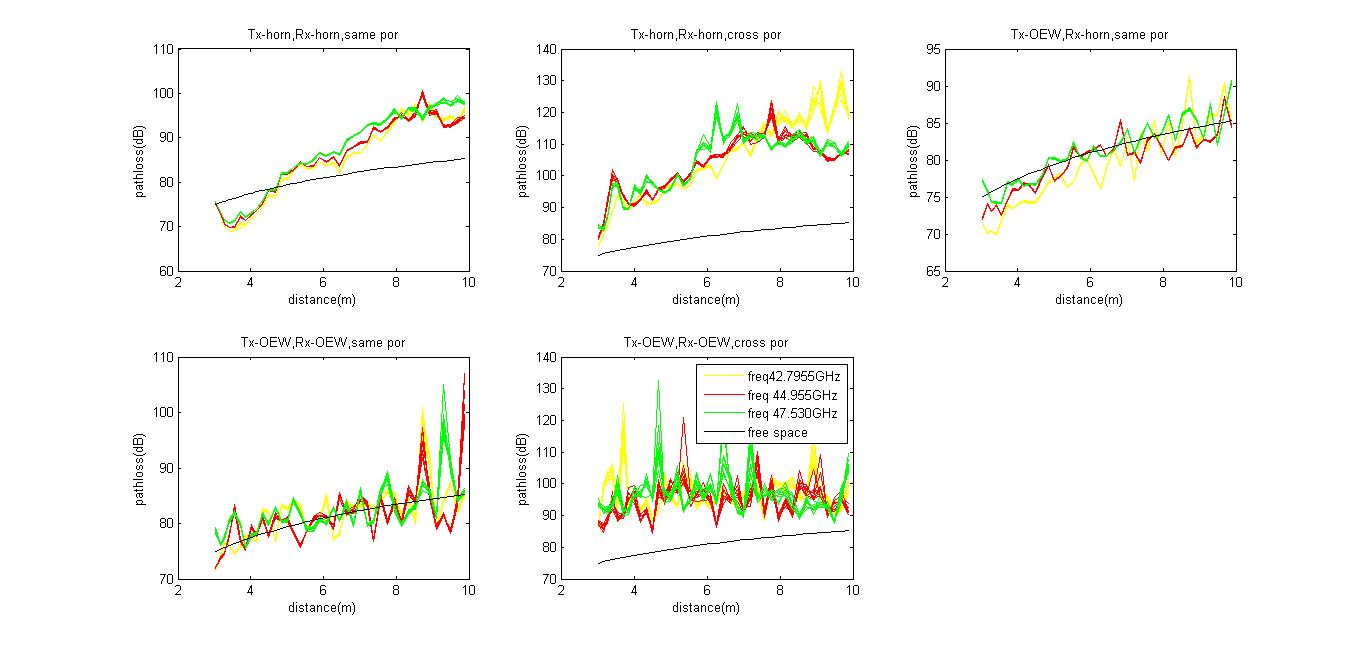 Tx-horn,Rx-horn,same por
110
100
90
80
70
60
pathloss(dB)
2 4 6 8 10
distance(m)
Tx-horn,Rx-horn,cross por
140
130
120
110
100
90
80
70
pathloss(dB)
2 4 6 8 10
distance(m)
Tx-OEW,Rx-horn,same por
95
90
85
80
75
70
65
pathloss(dB)
2 4 6 8 10
distance(m)
Tx-OEW,Rx-OEW,same por
110
100
90
80
70
pathloss(dB)
2 4 6 8 10
distance(m)
Tx-OEW,Rx-OEW,cross por
140
130
120
110
100
90
80
70
pathloss(dB)
2 4 6 8 10
distance(m)
freq42.7955GHz
freq 44.955GHz
freq 47.530GHz
free space